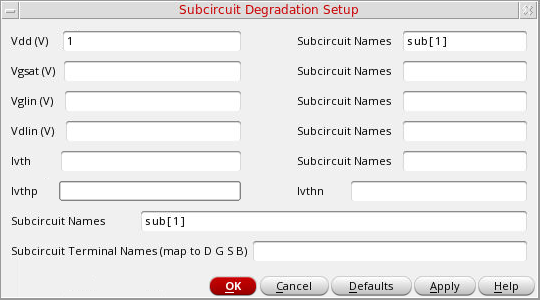 Subcircuit Degradation Setup
Vdd (V) 1 Subcircuit Names sub[1]
Vgsat (V) Subcircuit Names
Vglin (V) Subcircuit Names
Vdlin (V) Subcircuit Names
Ivth Subcircuit Names
Ivthp Ivthn
Subcircuit Names sub[1]
Subcircuit Terminal Names (map to D G S B)
OK Cancel Defaults Apply Help